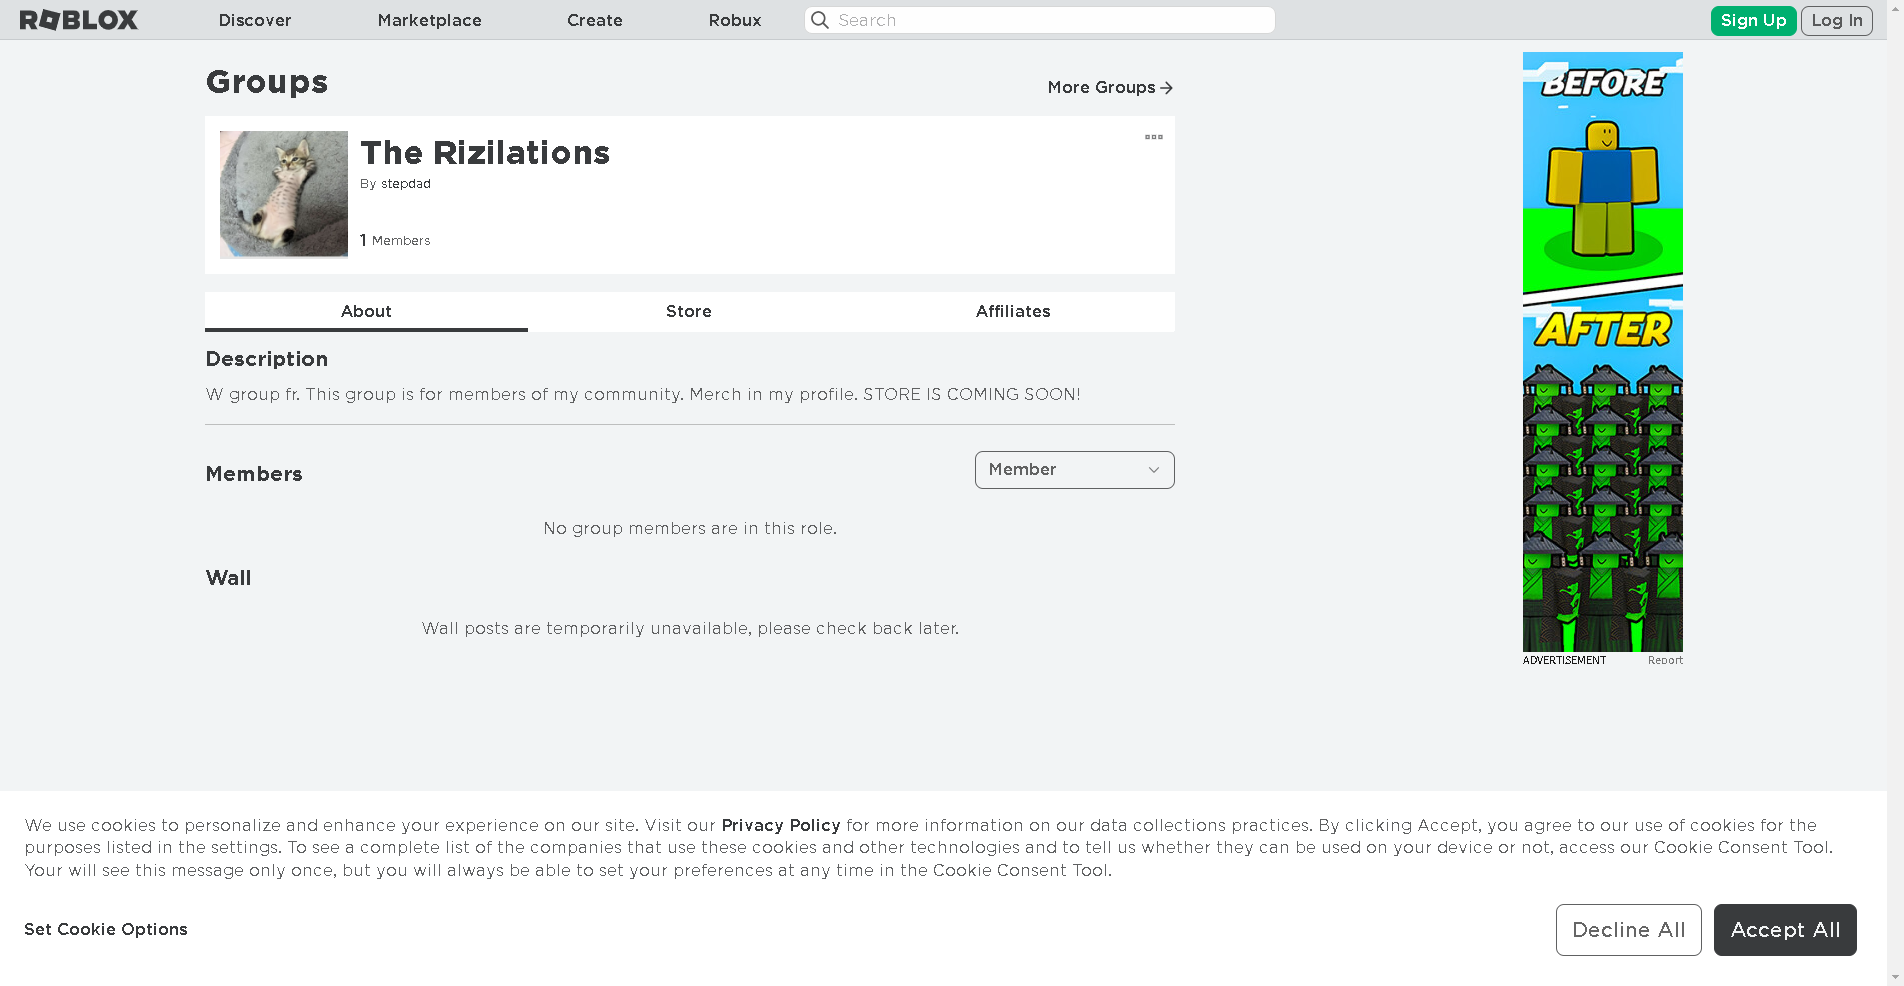 ROBLOX Discover Marketplace Create Robux Search Sign Up Log In
Groups
More Groups
The Rizilations
By stepdad
1 Members
About Store Affiliates
Description
W group fr. This group is for members of my community. Merch in my profile. STORE IS COMING SOON!
Members
Member
No group members are in this role.
Wall
Wall posts are temporarily unavailable, please check back later.
BEFORE
AFTER
ADVERTISEMENT Report
We use cookies to personalize and enhance your experience on our site. Visit our Privacy Policy for more information on our data collections practices. By clicking Accept, you agree to our use of cookies for the
purposes listed in the settings. To see a complete list of the companies that use these cookies and other technologies and to tell us whether they can be used on your device or not, access our Cookie Consent Tool.
Your will see this message only once, but you will always be able to set your preferences at any time in the Cookie Consent Tool.
Set Cookie Options
Decline All Accept All